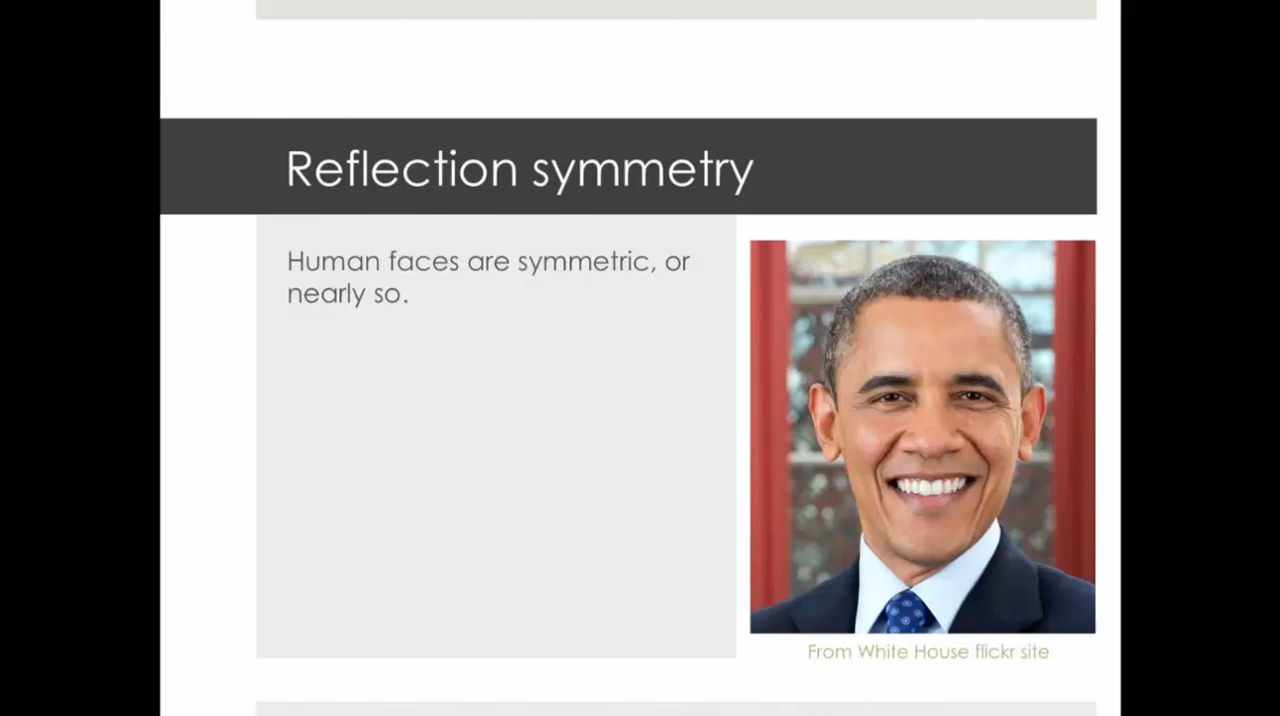 Reflection symmetry
Human faces are symmetric, or
nearly so.
From White House flickr site